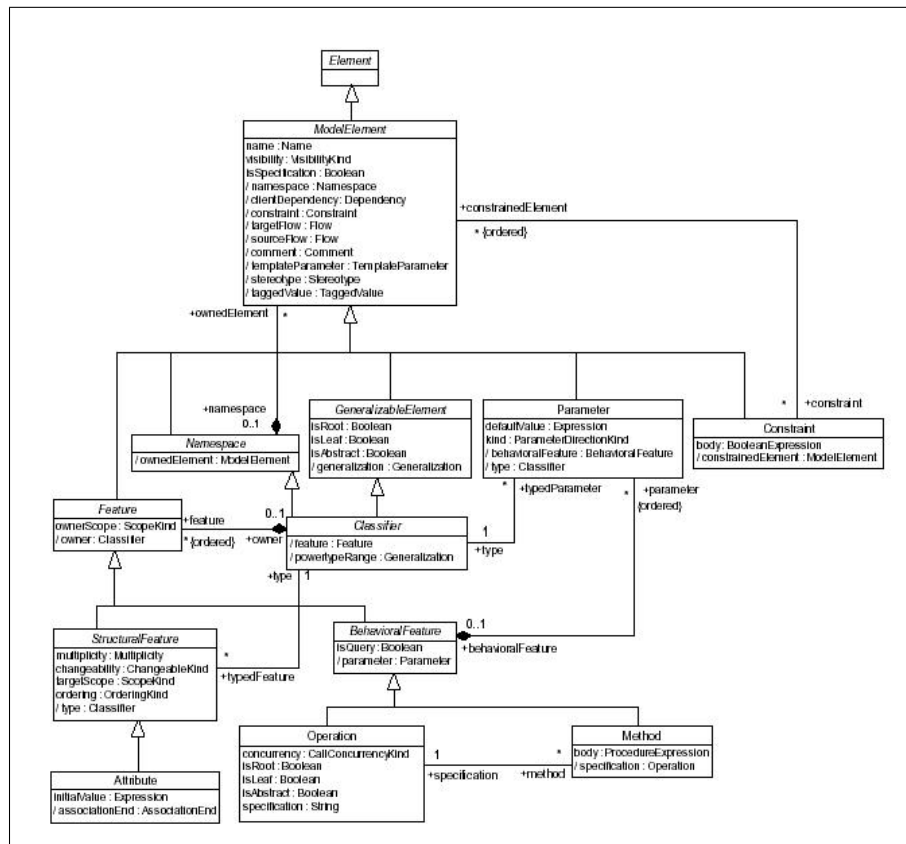 Element
ModelElement
name : Name
visibility : VisibilityKind
isSpecification : Boolean
/ namespace : Namespace
/ clientDependency : Dependency
/ constraint : Constraint
/ targetFlow : Flow
/ sourceFlow : Flow
/ comment : Comment
/ templateParameter : TemplateParameter
/ stereotype : Stereotype
/ taggedValue : TaggedValue
+constrainedElement
* {ordered}
+ownedElement
*
+namespace
0..1
Namespace
/ ownedElement : ModelElement
GeneralizableElement
isRoot : Boolean
isLeaf : Boolean
isAbstract : Boolean
/ generalization : Generalization
Parameter
defaultValue : Expression
kind : ParameterDirectionKind
/ behavioralFeature : BehavioralFeature
/ type : Classifier
*
+constraint
Constraint
body : BooleanExpression
/ constrainedElement : ModelElement
Feature
ownerScope : ScopeKind
/ owner : Classifier
+feature
* {ordered}
0..1
+owner
Classifier
/ feature : Feature
/ powertypeRange : Generalization
*
+typedParameter
1
+type
*
+parameter
{ordered}
+type
1
StructuralFeature
multiplicity : Multiplicity
changeability : ChangeableKind
targetScope : ScopeKind
ordering : OrderingKind
/ type : Classifier
*
+typedFeature
BehavioralFeature
isQuery : Boolean
/ parameter : Parameter
0..1
+behavioralFeature
Attribute
initialValue : Expression
/ associationEnd : AssociationEnd
Operation
concurrency : CallConcurrencyKind
isRoot : Boolean
isLeaf : Boolean
isAbstract : Boolean
specification : String
1
+specification
*
+method
Method
body : ProcedureExpression
/ specification : Operation